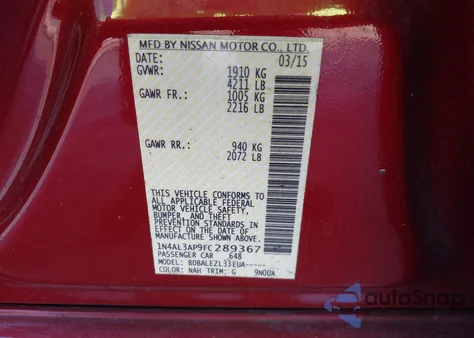 MFD BY NISSAN MOTOR CO., LTD.
DATE: 03/15
GVWR: 1910 KG
4211 LB
GAWR FR.: 1005 KG
2216 LB
GAWR RR.: 940 KG
2072 LB
THIS VEHICLE CONFORMS TO
ALL APPLICABLE FEDERAL
MOTOR VEHICLE SAFETY,
BUMPER, AND THEFT
PREVENTION STANDARDS IN
EFFECT ON THE DATE OF
MANUFACTURE SHOWN ABOVE.
1N4AL3AP9FC289367
PASSENGER CAR 648
MODEL: BDBALEZL33EUA-----
COLOR: NAH TRIM: G 9N00A
autoSnap